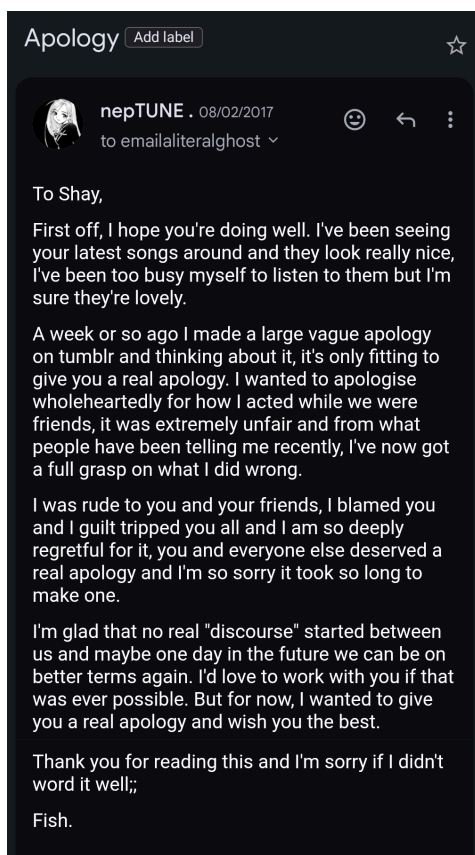 Apology Add label
nepTUNE . 08/02/2017
to emailaliteralghost
To Shay,
First off, I hope you're doing well. I've been seeing
your latest songs around and they look really nice,
I've been too busy myself to listen to them but I'm
sure they're lovely.
A week or so ago I made a large vague apology
on tumblr and thinking about it, it's only fitting to
give you a real apology. I wanted to apologise
wholeheartedly for how I acted while we were
friends, it was extremely unfair and from what
people have been telling me recently, I've now got
a full grasp on what I did wrong.
I was rude to you and your friends, I blamed you
and I guilt tripped you all and I am so deeply
regretful for it, you and everyone else deserved a
real apology and I'm so sorry it took so long to
make one.
I'm glad that no real "discourse" started between
us and maybe one day in the future we can be on
better terms again. I'd love to work with you if that
was ever possible. But for now, I wanted to give
you a real apology and wish you the best.
Thank you for reading this and I'm sorry if I didn't
word it well;;
Fish.